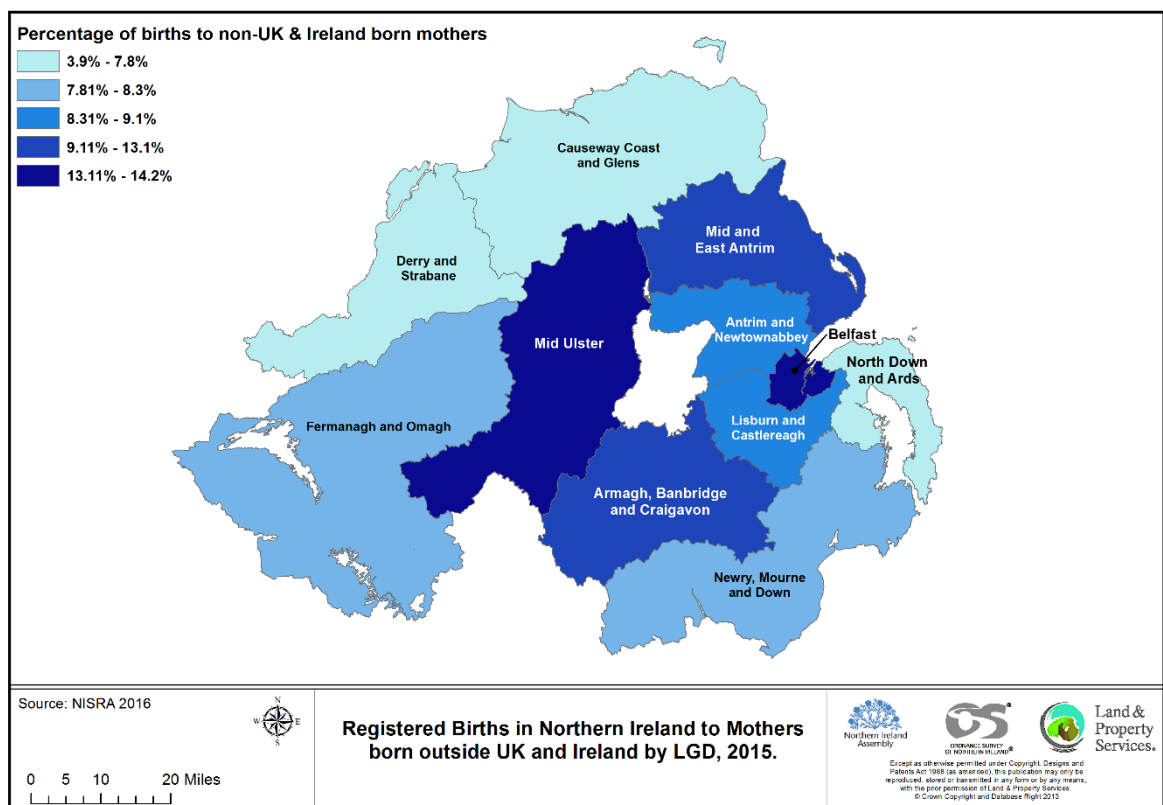 Percentage of births to non-UK & Ireland born mothers
3.9% - 7.8%
7.81% - 8.3%
8.31% - 9.1%
9.11% - 13.1%
13.11% - 14.2%
Causeway Coast
and Glens
Mid and
East Antrim
Derry and
Strabane
Antrim and
Newtownabbey
Belfast
Mid Ulster
North Down
and Ards
Fermanagh and Omagh
Lisburn and
Castlereagh
Armagh, Banbridge
and Craigavon
Newry, Mourne
and Down
Source: NISRA 2016
N
W
E
S
0 5 10 20 Miles
Registered Births in Northern Ireland to Mothers
born outside UK and Ireland by LGD, 2015.
Northern Ireland
Assembly
OS®
ORDNANCE SURVEY
OF NORTHERN IRELAND®
Land &
Property
Services®
Except as otherwise permitted under Copyright, Designs and
Patents Act 1988 (as amended), this publication may only be
reproduced, stored or transmitted in any form or by any means,
with the prior permission of Land & Property Services.
© Crown Copyright and Database Right 2013